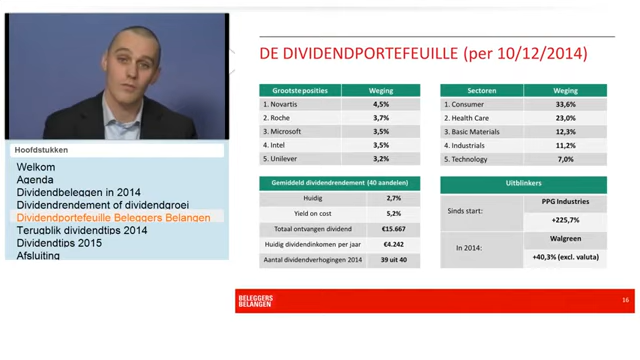 DE DIVIDENDPORTEFEUILLE (per 10/12/2014)
Hoofdstukken
Welkom
Agenda
Dividendbeleggen in 2014
Dividendrendement of dividendgroei
Dividendportefeuille Beleggers Belangen
Terugblik dividendtips 2014
Dividendtips 2015
Afsluiting
Grootste posities Weging
1. Novartis 4,5%
2. Roche 3,7%
3. Microsoft 3,5%
4. Intel 3,5%
5. Unilever 3,2%
Sectoren Weging
1. Consumer 33,6%
2. Health Care 23,0%
3. Basic Materials 12,3%
4. Industrials 11,2%
5. Technology 7,0%
Gemiddeld dividendrendement (40 aandelen)
Huidig 2,7%
Yield on cost 5,2%
Totaal ontvangen dividend €15.667
Huidig dividendinkomen per jaar €4.242
Aantal dividendverhogingen 2014 39 uit 40
Uitblinkers
Sinds start: PPG Industries
+225,7%
In 2014: Walgreen
+40,3% (excl. valuta)
BELEGGERS
BELANGEN
16